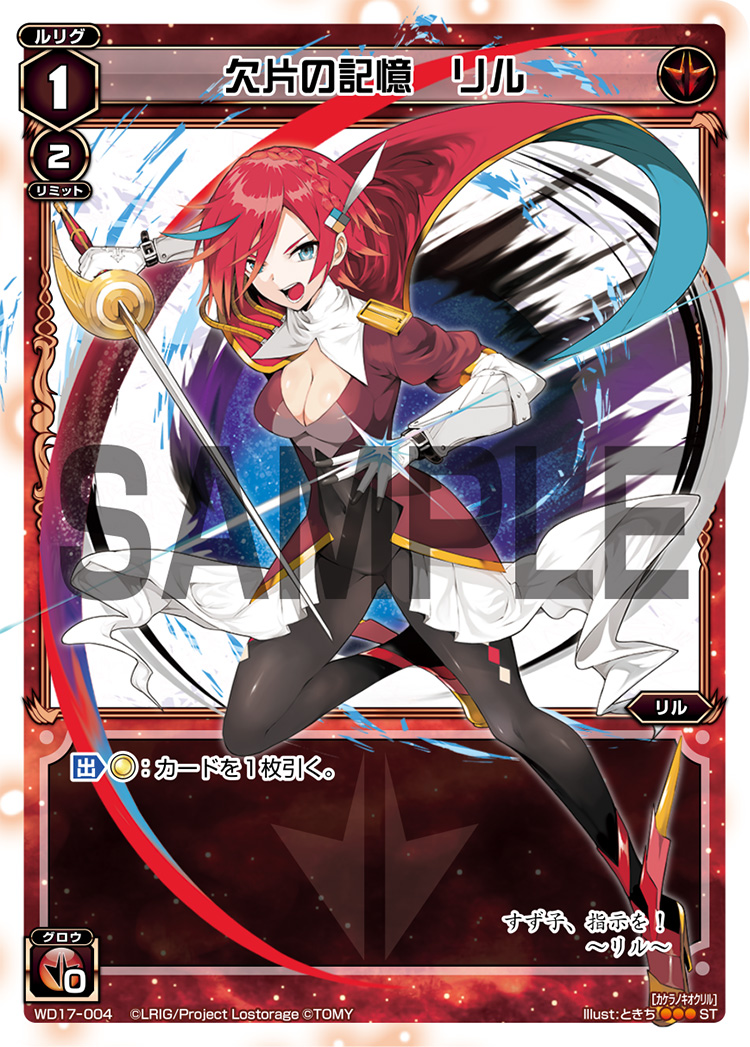 ルリグ
1
欠片の記憶　リル
2
リミット
SAMPLE
リル
出：カードを1枚引く。
すず子、指示を！
～リル～
グロウ
0
[カケラノキオクリル]
WD17-004 ©LRIG/Project Lostorage ©TOMY Illust:ときち ST